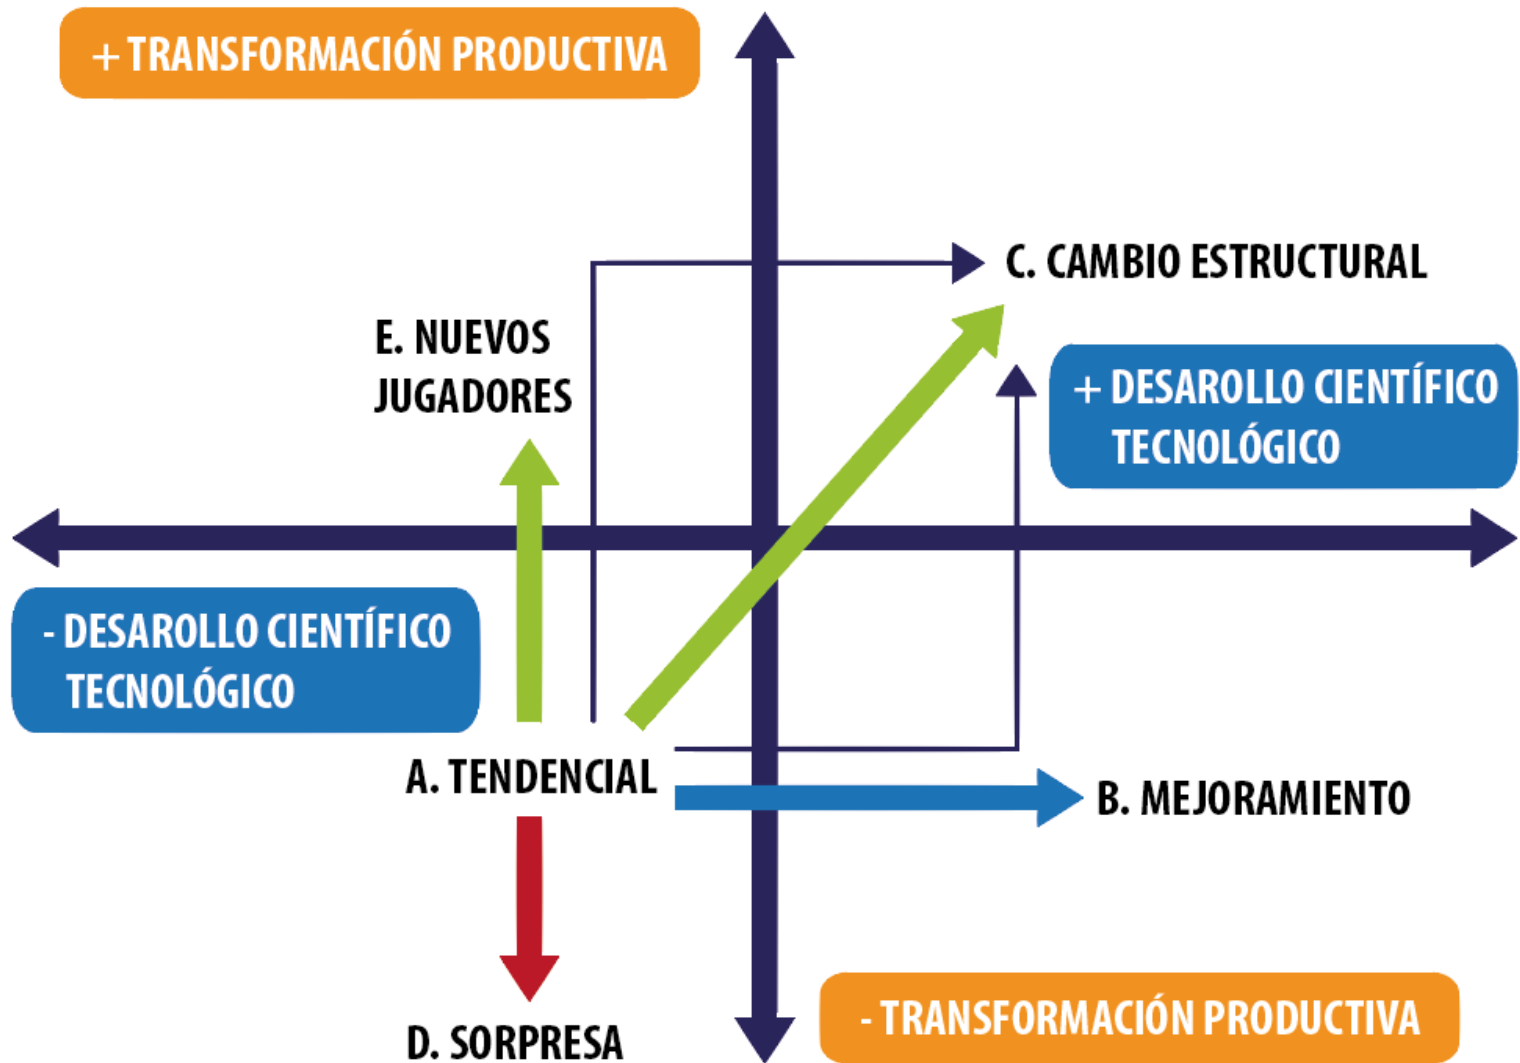 + TRANSFORMACIÓN PRODUCTIVA
C. CAMBIO ESTRUCTURAL
E. NUEVOS
JUGADORES
+ DESAROLLO CIENTÍFICO
TECNOLÓGICO
- DESAROLLO CIENTÍFICO
TECNOLÓGICO
A. TENDENCIAL
B. MEJORAMIENTO
D. SORPRESA
- TRANSFORMACIÓN PRODUCTIVA